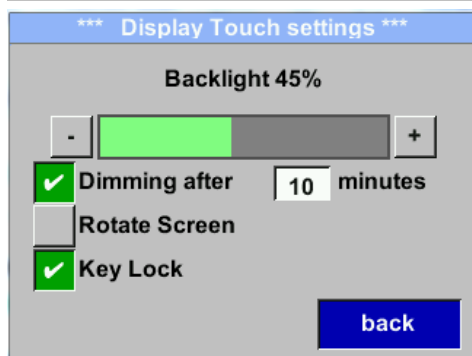 *** Display Touch settings ***
Backlight 45%
- +
Dimming after 10 minutes
Rotate Screen
Key Lock
back